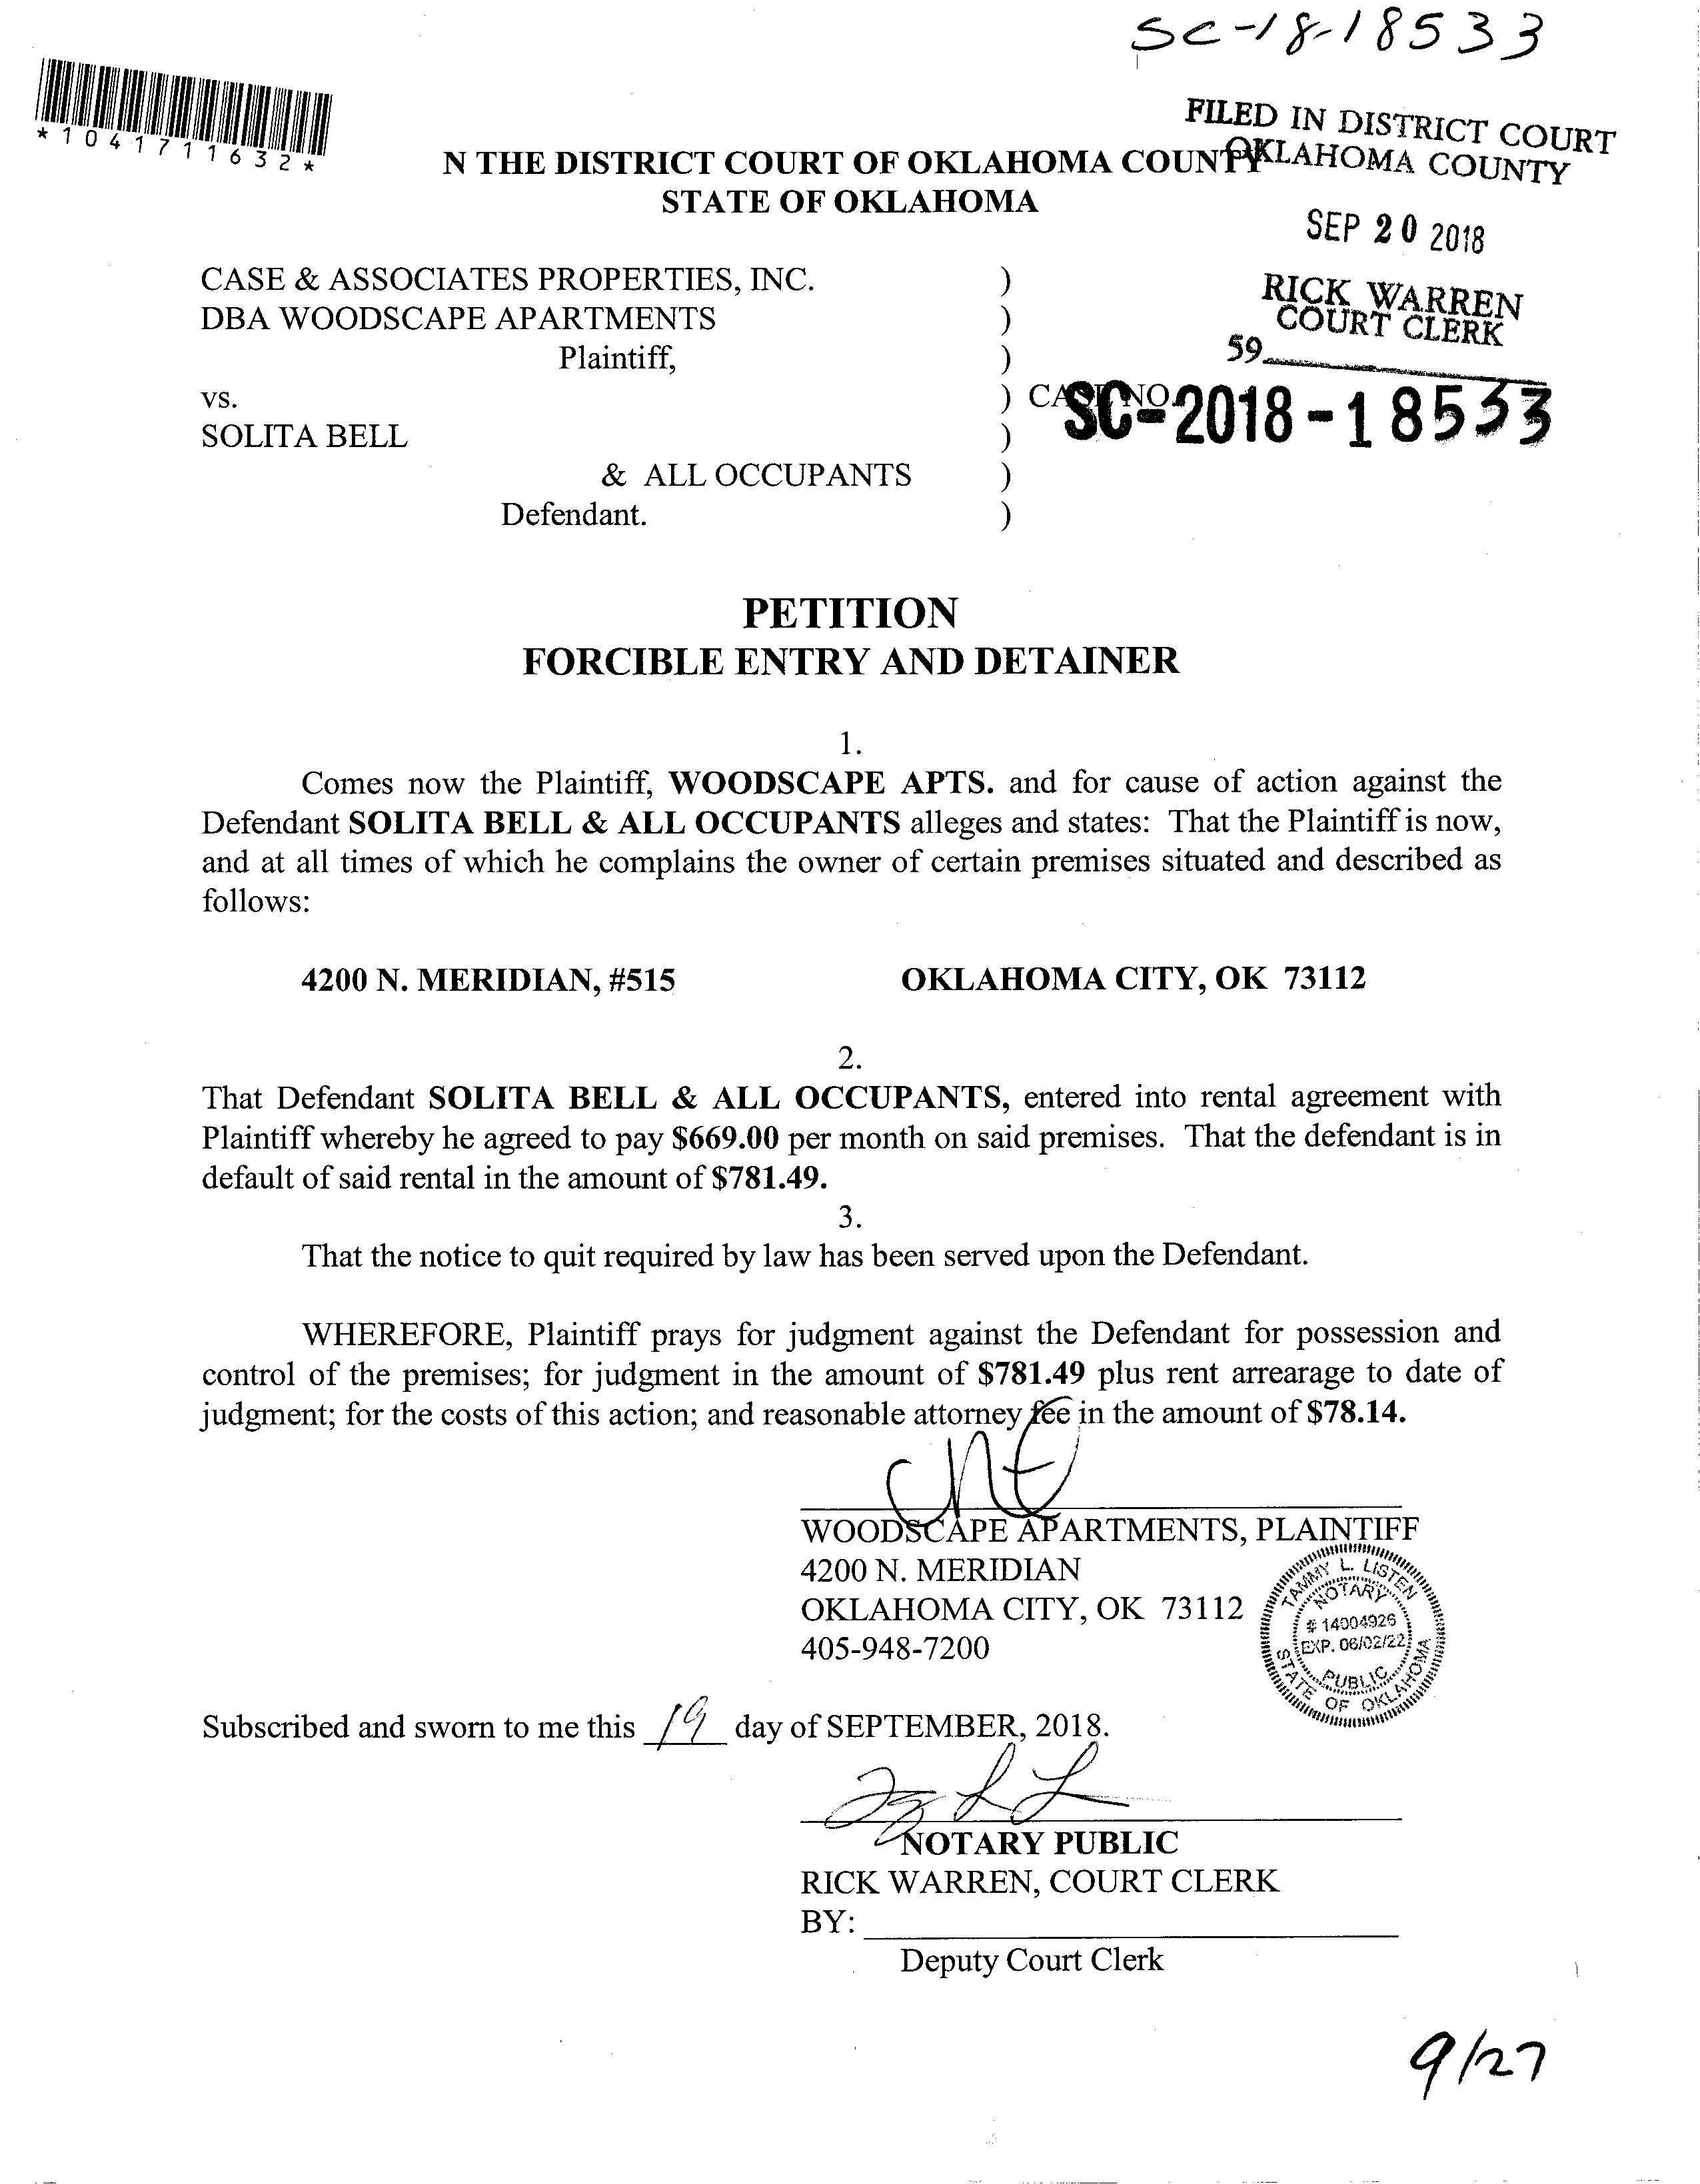 SC-18-18533
*1041711632*
FILED IN DISTRICT COURT
OKLAHOMA COUNTY
N THE DISTRICT COURT OF OKLAHOMA COUNTY
STATE OF OKLAHOMA
SEP 20 2018
RICK WARREN
COURT CLERK
59
CASE & ASSOCIATES PROPERTIES, INC. )
DBA WOODSCAPE APARTMENTS )
Plaintiff, )
vs. ) CASE NO.
SC-2018-18533
SOLITA BELL )
& ALL OCCUPANTS )
Defendant. )
PETITION
FORCIBLE ENTRY AND DETAINER
1.
Comes now the Plaintiff, WOODSCAPE APTS. and for cause of action against the
Defendant SOLITA BELL & ALL OCCUPANTS alleges and states: That the Plaintiff is now,
and at all times of which he complains the owner of certain premises situated and described as
follows:
4200 N. MERIDIAN, #515 OKLAHOMA CITY, OK 73112
2.
That Defendant SOLITA BELL & ALL OCCUPANTS, entered into rental agreement with
Plaintiff whereby he agreed to pay $669.00 per month on said premises. That the defendant is in
default of said rental in the amount of $781.49.
3.
That the notice to quit required by law has been served upon the Defendant.
WHEREFORE, Plaintiff prays for judgment against the Defendant for possession and
control of the premises; for judgment in the amount of $781.49 plus rent arrearage to date of
judgment; for the costs of this action; and reasonable attorney fee in the amount of $78.14.
WOODSCAPE APARTMENTS, PLAINTIFF
4200 N. MERIDIAN
OKLAHOMA CITY, OK 73112
405-948-7200
TAMMY L. LISTEN
NOTARY
# 14004926
EXP. 06/02/22
PUBLIC
STATE OF OKLAHOMA
Subscribed and sworn to me this 19 day of SEPTEMBER, 2018.
NOTARY PUBLIC
RICK WARREN, COURT CLERK
BY:
Deputy Court Clerk
9/27